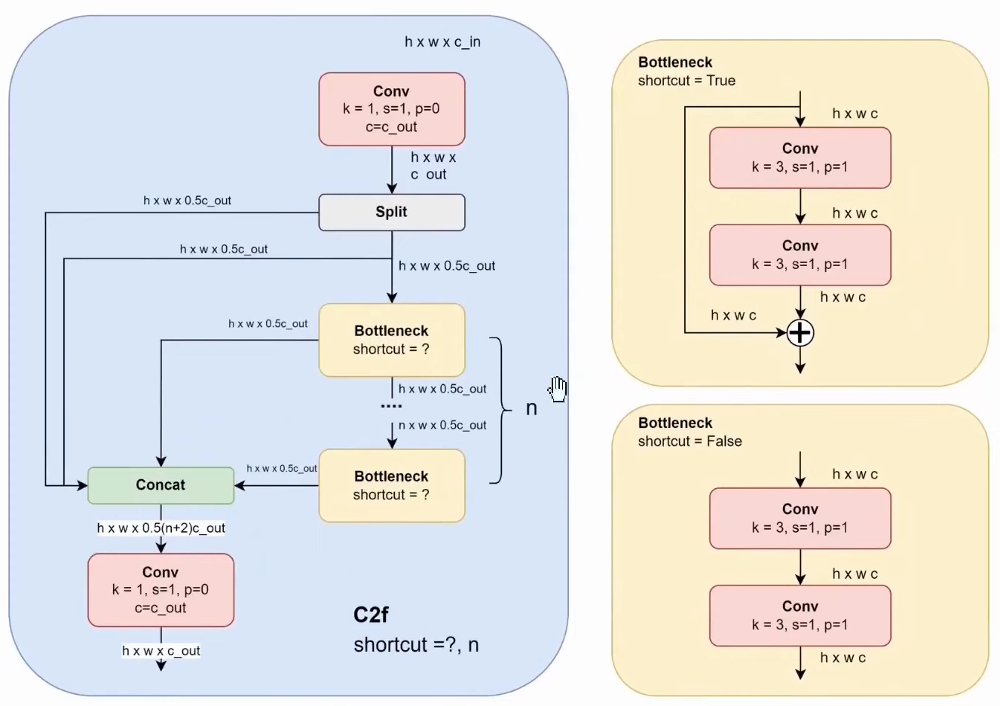 h x w x c_in
Conv
k = 1, s=1, p=0
c=c_out
h x w x
c out
h x w x 0.5c_out
Split
h x w x 0.5c_out
h x w x 0.5c_out
h x w x 0.5c_out
Bottleneck
shortcut = ?
h x w x 0.5c_out
....
n
n x w x 0.5c_out
h x w x 0.5c_out
Bottleneck
shortcut = ?
Concat
h x w x 0.5(n+2)c_out
Conv
k = 1, s=1, p=0
c=c_out
h x w x c_out
C2f
shortcut =?, n
Bottleneck
shortcut = True
h x w c
Conv
k = 3, s=1, p=1
h x w c
Conv
k = 3, s=1, p=1
h x w c
h x w c
Bottleneck
shortcut = False
h x w c
Conv
k = 3, s=1, p=1
h x w c
Conv
k = 3, s=1, p=1
h x w c